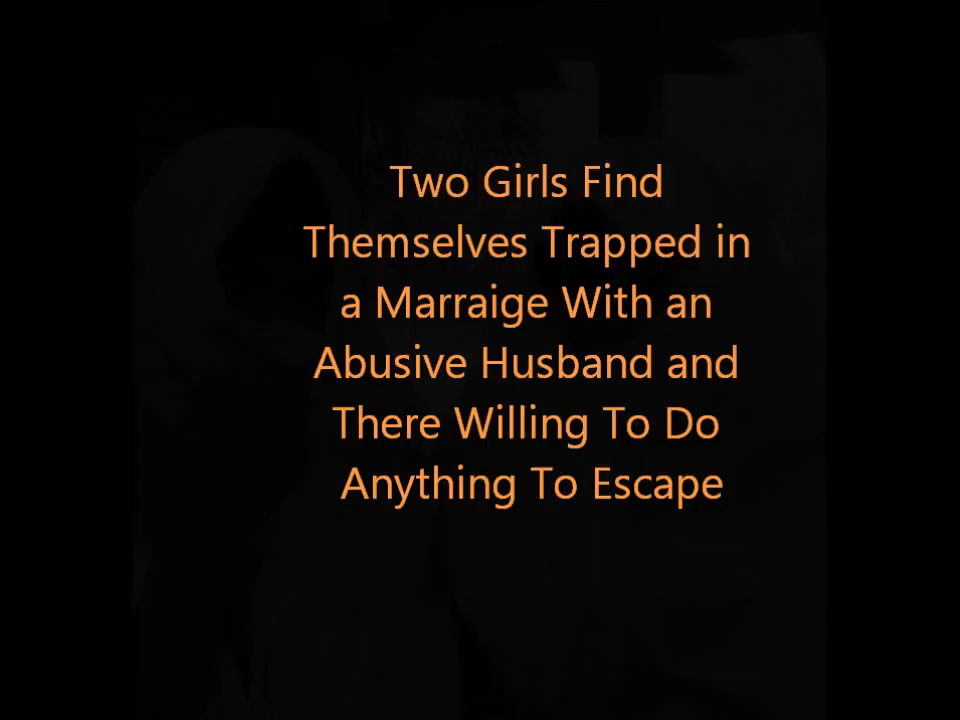 Two Girls Find
Themselves Trapped in
a Marraige With an
Abusive Husband and
There Willing To Do
Anything To Escape